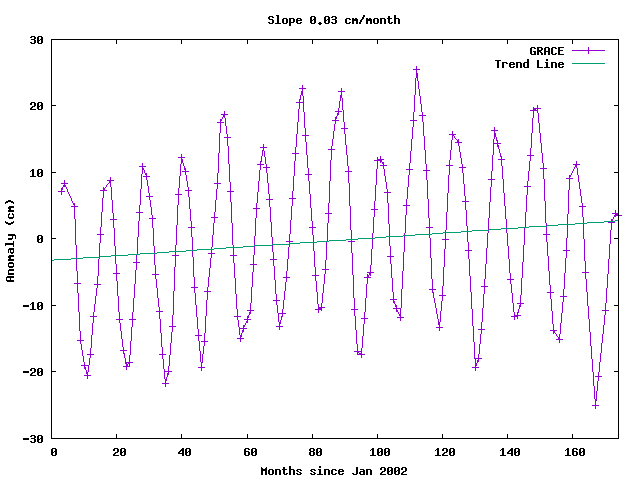 Slope 0.03 cm/month
GRACE
Trend Line
30
20
10
0
-10
-20
-30
Anomaly (cm)
0 20 40 60 80 100 120 140 160
Months since Jan 2002